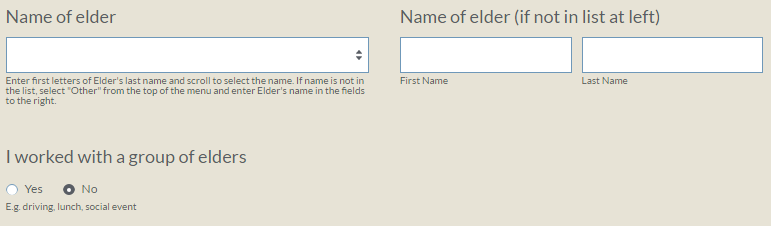 Name of elder
Name of elder (if not in list at left)
Enter first letters of Elder's last name and scroll to select the name. If name is not in
the list, select "Other" from the top of the menu and enter Elder's name in the fields
to the right.
First Name
Last Name
I worked with a group of elders
Yes
No
E.g. driving, lunch, social event